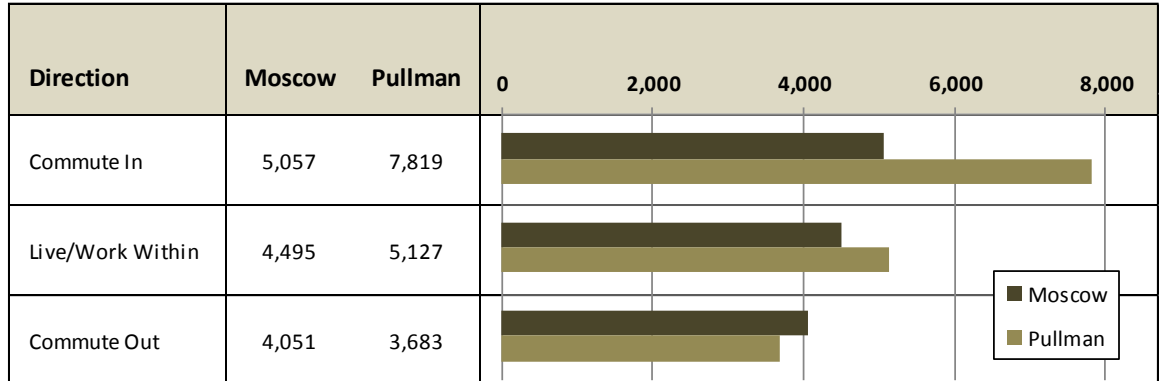 Direction Moscow Pullman 0 2,000 4,000 6,000 8,000
Commute In 5,057 7,819
Live/Work Within 4,495 5,127
Moscow
Commute Out 4,051 3,683
Pullman